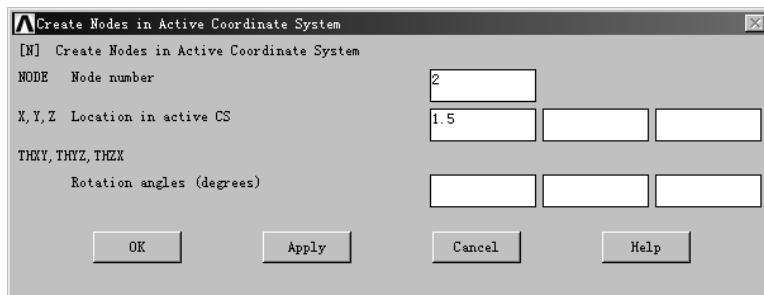 Create Nodes in Active Coordinate System
[N] Create Nodes in Active Coordinate System
NODE Node number 2
X,Y,Z Location in active CS 1.5
THXY,THYZ,THZX
Rotation angles (degrees)
OK Apply Cancel Help